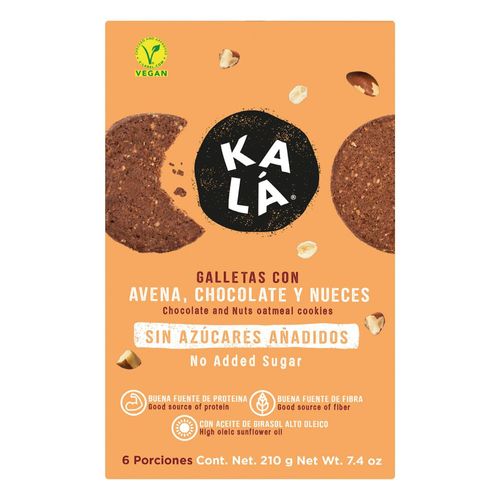 VEGAN
KA
LÁ®
GALLETAS CON
AVENA, CHOCOLATE Y NUECES
Chocolate and Nuts oatmeal cookies
SIN AZÚCARES AÑADIDOS
No Added Sugar
BUENA FUENTE DE PROTEINA
Good source of protein
BUENA FUENTE DE FIBRA
Good source of fiber
CON ACEITE DE GIRASOL ALTO OLEICO
High oleic sunflower oil
6 Porciones Cont. Net. 210 g Net Wt. 7.4 oz